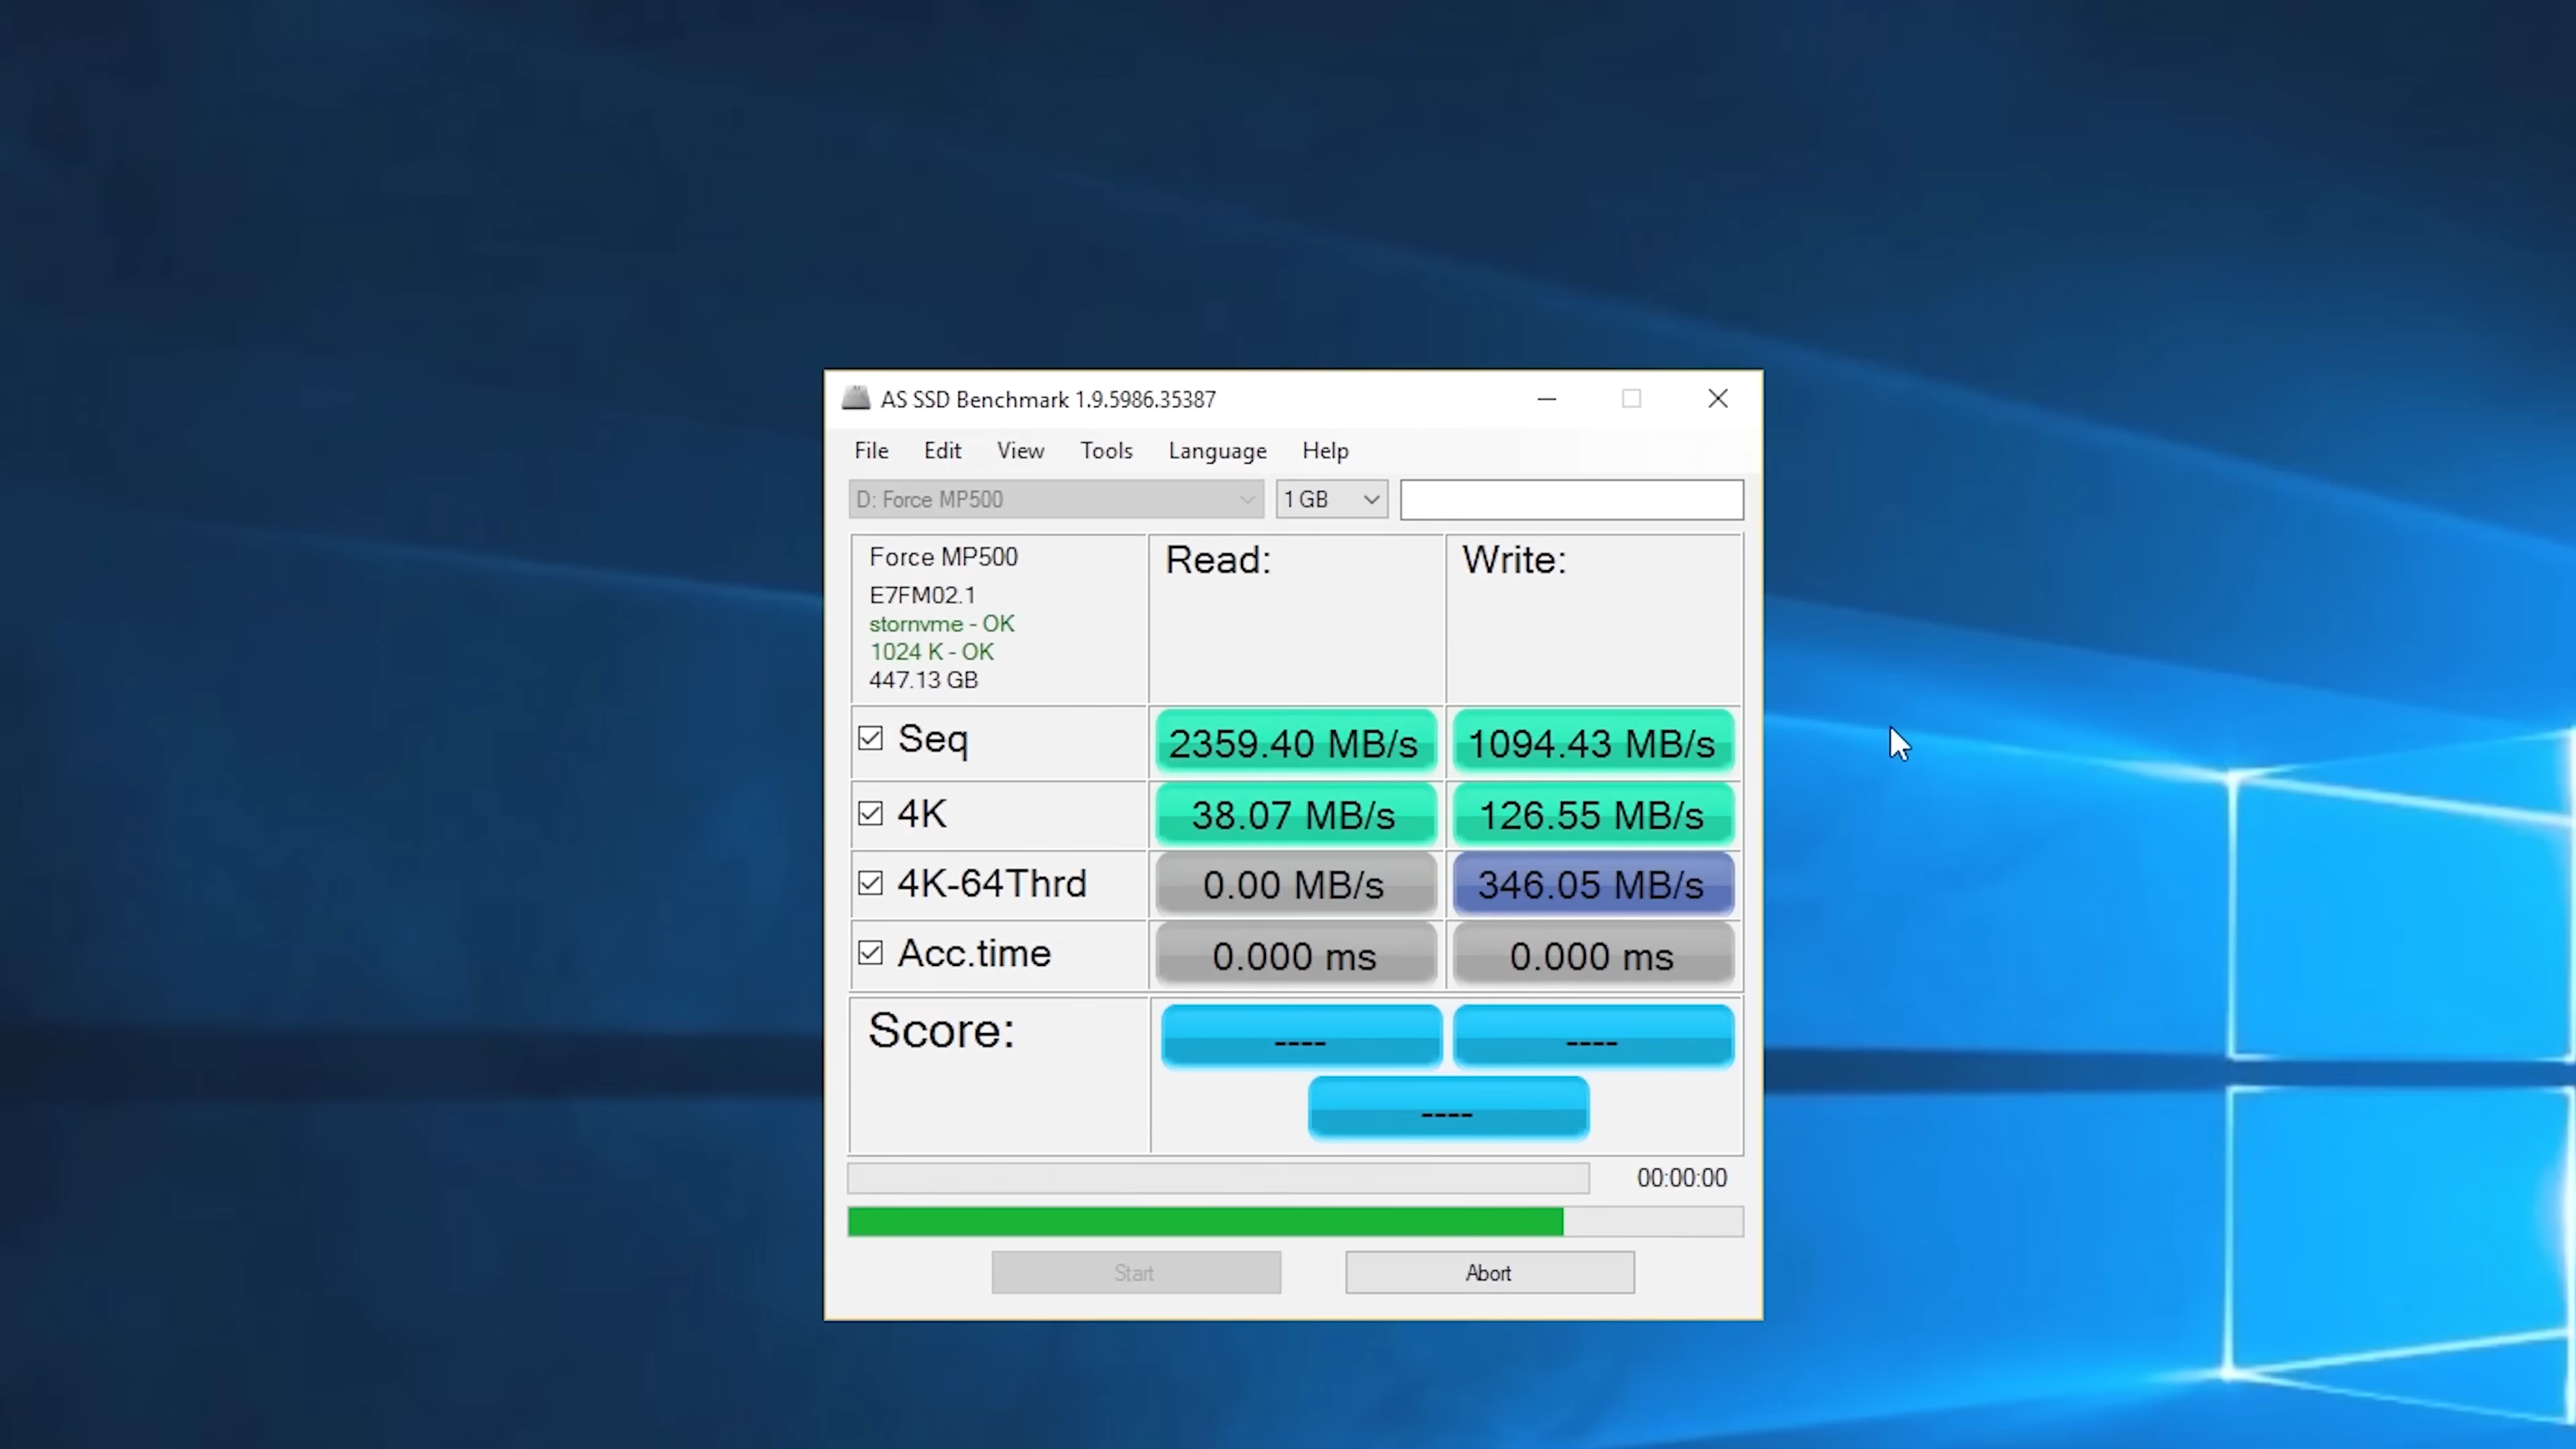 AS SSD Benchmark 1.9.5986.35387
File Edit View Tools Language Help
D: Force MP500 1 GB
Force MP500
E7FM02.1
stornvme - OK
1024 K - OK
447.13 GB
Read: Write:
Seq 2359.40 MB/s 1094.43 MB/s
4K 38.07 MB/s 126.55 MB/s
4K-64Thrd 0.00 MB/s 346.05 MB/s
Acc.time 0.000 ms 0.000 ms
Score: ---- ----
----
00:00:00
Start Abort